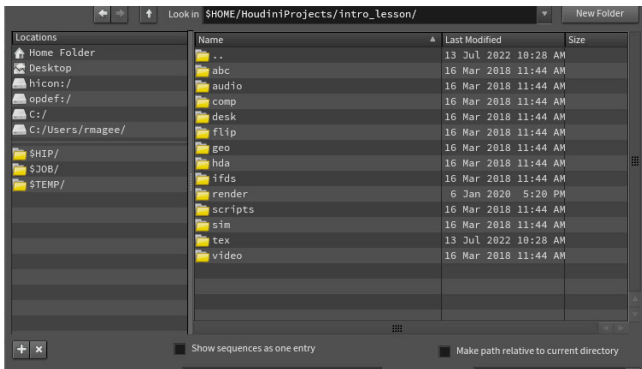 Look in $HOME/HoudiniProjects/intro_lesson/ New Folder
Locations
Home Folder
Desktop
hicon:/
opdef:/
C:/
C:/Users/rmagee/
$HIP/
$JOB/
$TEMP/
Name Last Modified Size
.. 13 Jul 2022 10:28 AM
abc 16 Mar 2018 11:44 AM
audio 16 Mar 2018 11:44 AM
comp 16 Mar 2018 11:44 AM
desk 16 Mar 2018 11:44 AM
flip 16 Mar 2018 11:44 AM
geo 16 Mar 2018 11:44 AM
hda 16 Mar 2018 11:44 AM
ifds 16 Mar 2018 11:44 AM
render 6 Jan 2020 5:20 PM
scripts 16 Mar 2018 11:44 AM
sim 16 Mar 2018 11:44 AM
tex 13 Jul 2022 10:28 AM
video 16 Mar 2018 11:44 AM
Show sequences as one entry Make path relative to current directory